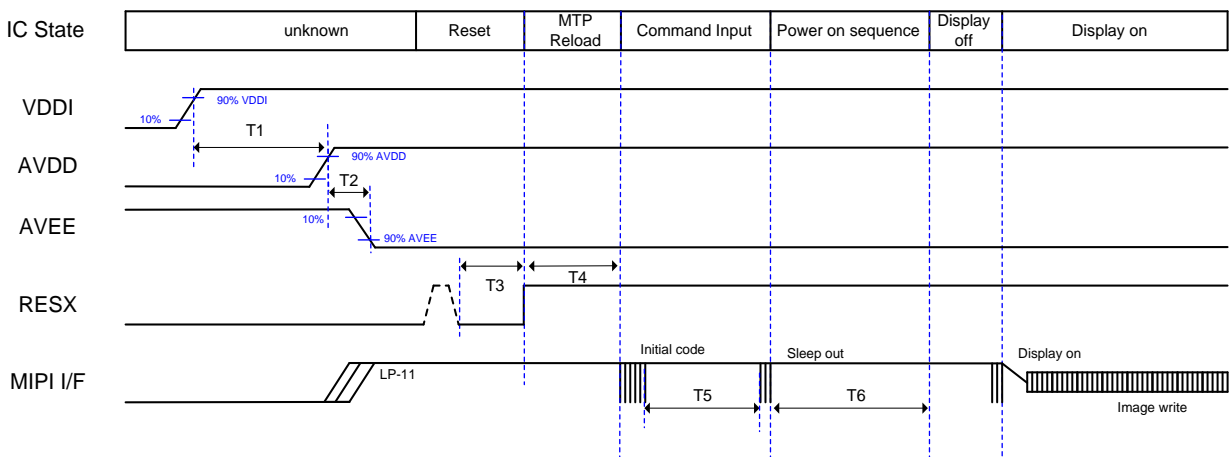 IC State
unknown
Reset
MTP
Reload
Command Input
Power on sequence
Display
off
Display on
VDDI
10%
90% VDDI
T1
AVDD
10%
90% AVDD
T2
AVEE
10%
90% AVEE
T3
T4
RESX
MIPI I/F
LP-11
Initial code
T5
Sleep out
T6
Display on
Image write